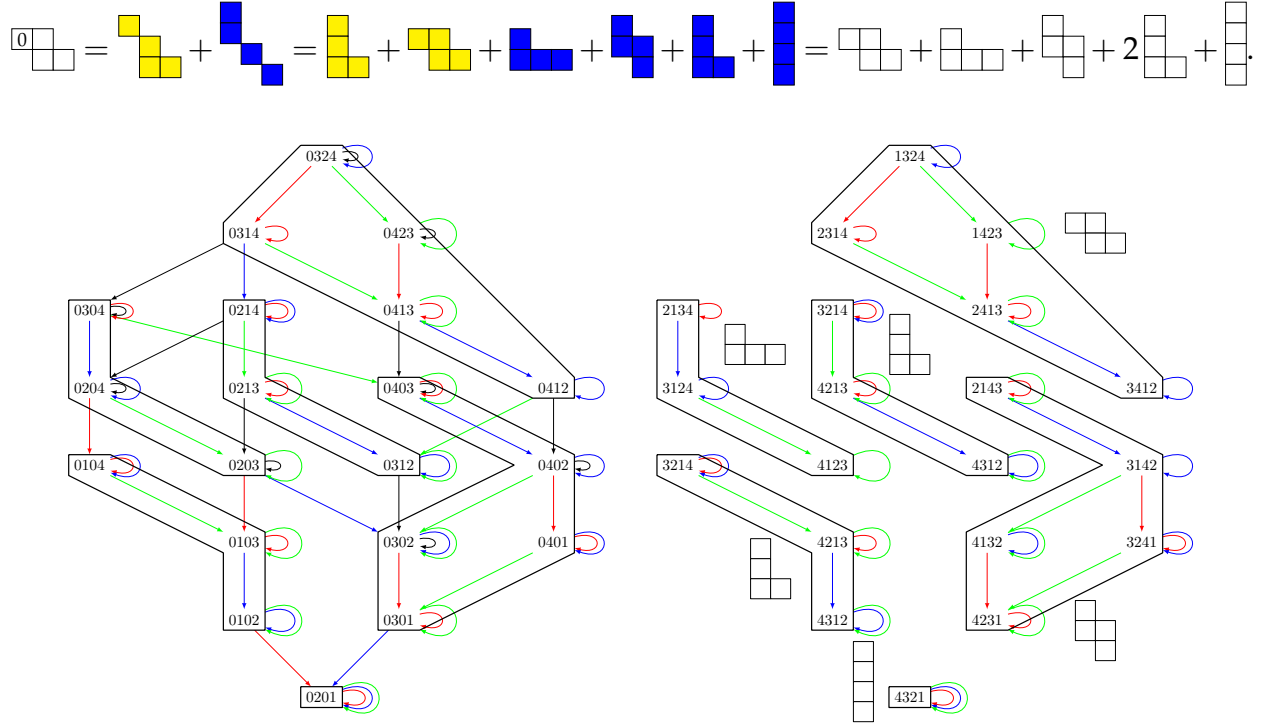 0 = + = + + + + + = + + + 2 + .
0324 1324
0314 0423 2314 1423
0304 0214 0413 2134 3214 2413
0204 0213 0403 0412 3124 4213 2143 3412
0104 0203 0312 0402 3214 4123 4312 3142
0103 0302 0401 4213 4132 3241
0102 0301 4312 4231
0201 4321